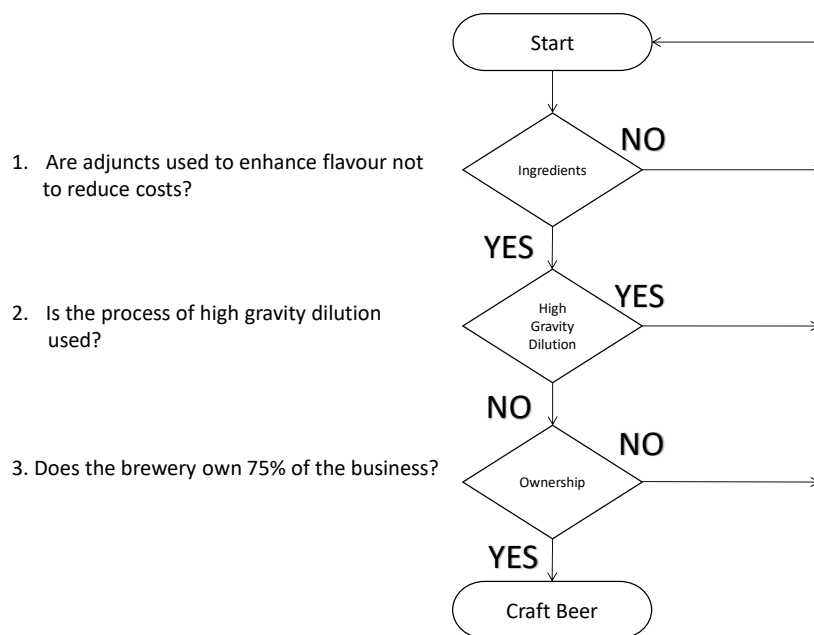 Start
NO
1. Are adjuncts used to enhance flavour not
to reduce costs?
Ingredients
YES
2. Is the process of high gravity dilution
used?
High
Gravity
Dilution
YES
NO
3. Does the brewery own 75% of the business?
Ownership
NO
YES
Craft Beer